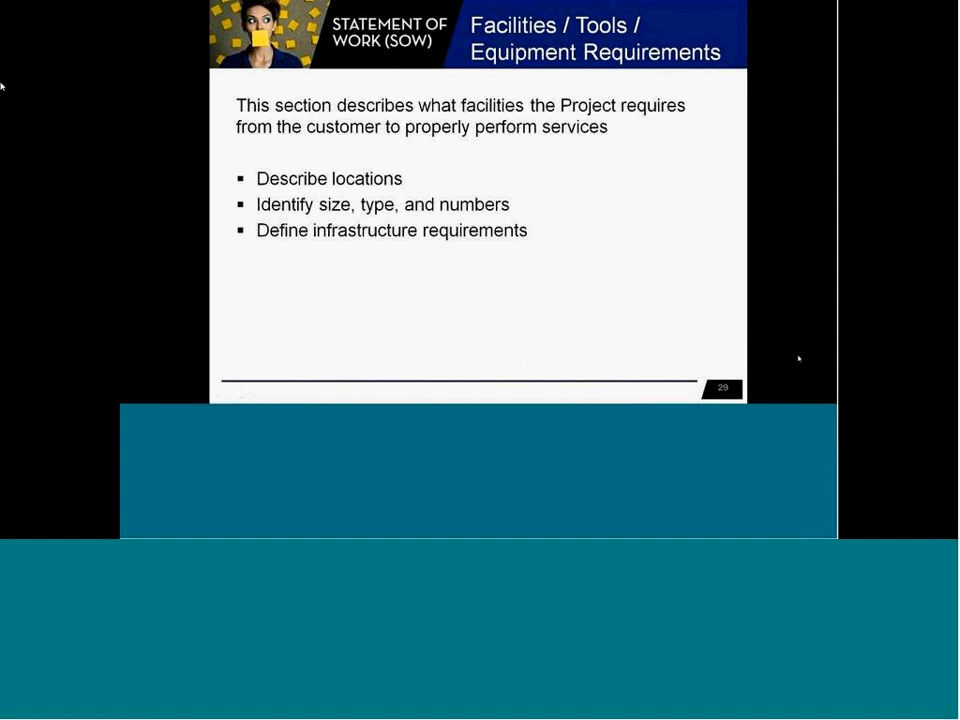 STATEMENT OF
WORK (SOW)
Facilities / Tools /
Equipment Requirements
This section describes what facilities the Project requires
from the customer to properly perform services
▪ Describe locations
▪ Identify size, type, and numbers
▪ Define infrastructure requirements
29